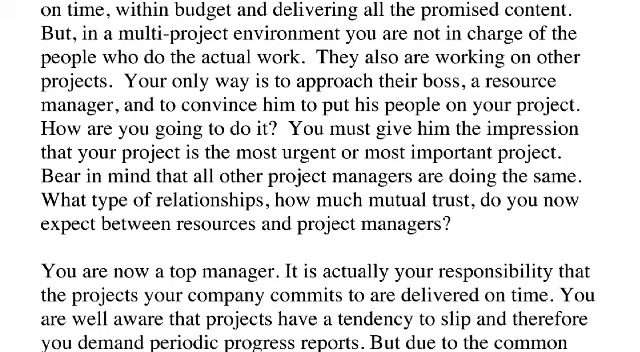 on time, within budget and delivering all the promised content.
But, in a multi-project environment you are not in charge of the
people who do the actual work.  They also are working on other
projects.  Your only way is to approach their boss, a resource
manager, and to convince him to put his people on your project.
How are you going to do it?  You must give him the impression
that your project is the most urgent or most important project.
Bear in mind that all other project managers are doing the same.
What type of relationships, how much mutual trust, do you now
expect between resources and project managers?

You are now a top manager. It is actually your responsibility that
the projects your company commits to are delivered on time. You
are well aware that projects have a tendency to slip and therefore
you demand periodic progress reports. But due to the common